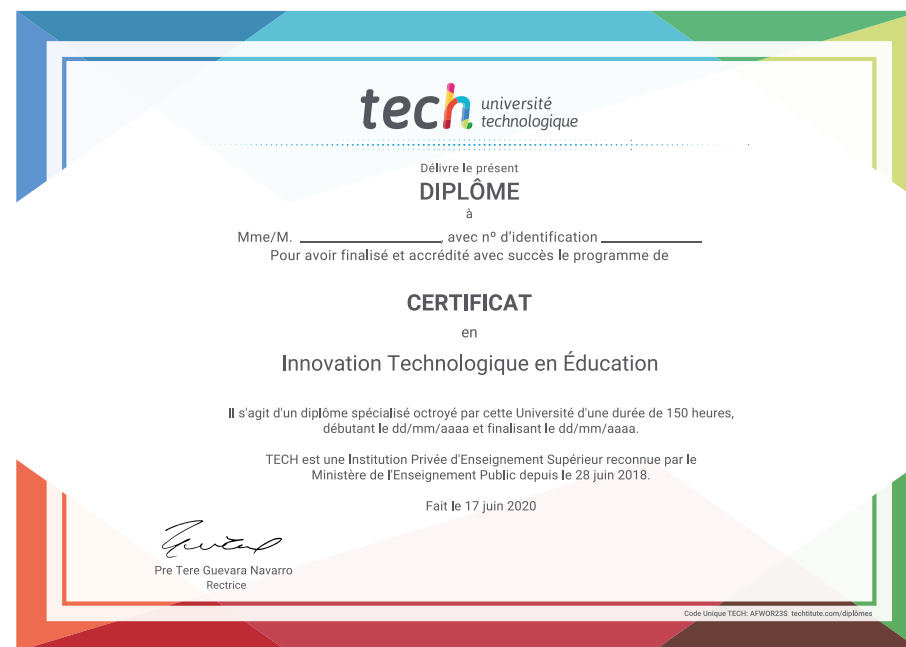 tech université
technologique
Délivre le présent
DIPLÔME
à
Mme/M. ____________________, avec nº d'identification ______________
Pour avoir finalisé et accrédité avec succès le programme de
CERTIFICAT
en
Innovation Technologique en Éducation
Il s'agit d'un diplôme spécialisé octroyé par cette Université d'une durée de 150 heures,
débutant le dd/mm/aaaa et finalisant le dd/mm/aaaa.
TECH est une Institution Privée d'Enseignement Supérieur reconnue par le
Ministère de l'Enseignement Public depuis le 28 juin 2018.
Fait le 17 juin 2020
Pre Tere Guevara Navarro
Rectrice
Code Unique TECH: AFWOR23S techtitute.com/diplômes